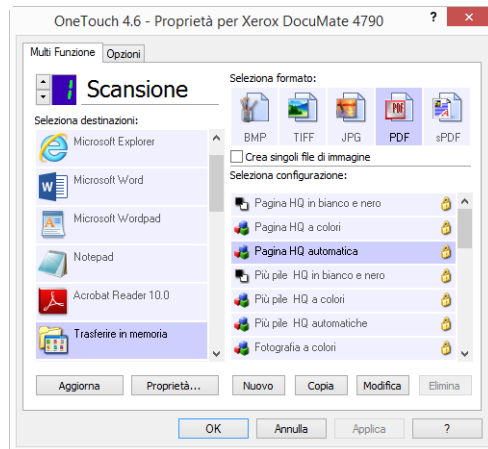 OneTouch 4.6 - Proprietà per Xerox DocuMate 4790
? ×
Multi Funzione Opzioni
1 Scansione
Seleziona destinazioni:
Microsoft Explorer
Microsoft Word
Microsoft Wordpad
Notepad
Acrobat Reader 10.0
Trasferire in memoria
Aggiorna Proprietà...
Seleziona formato:
PDF
BMP TIFF JPG PDF sPDF
Crea singoli file di immagine
Seleziona configurazione:
Pagina HQ in bianco e nero
Pagina HQ a colori
Pagina HQ automatica
Più pile HQ in bianco e nero
Più pile HQ a colori
Più pile HQ automatiche
Fotografia a colori
Nuovo Copia Modifica Elimina
OK Annulla Applica ?